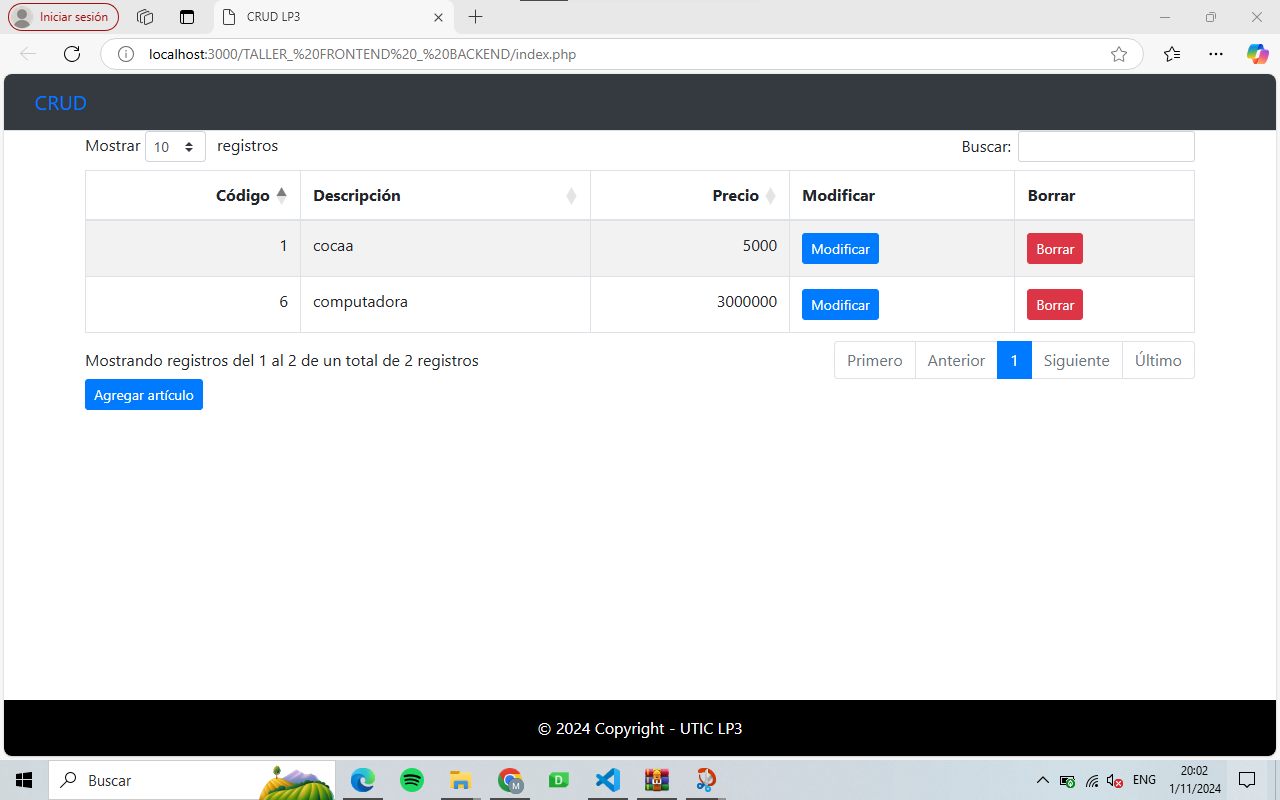 Iniciar sesión
CRUD LP3
localhost:3000/TALLER_%20FRONTEND%20_%20BACKEND/index.php
CRUD
Mostrar 10 registros Buscar:
Código Descripción Precio Modificar Borrar
1 cocaa 5000 Modificar Borrar
6 computadora 3000000 Modificar Borrar
Mostrando registros del 1 al 2 de un total de 2 registros Primero Anterior 1 Siguiente Último
Agregar artículo
© 2024 Copyright - UTIC LP3
Buscar
M
D
ENG
20:02
1/11/2024